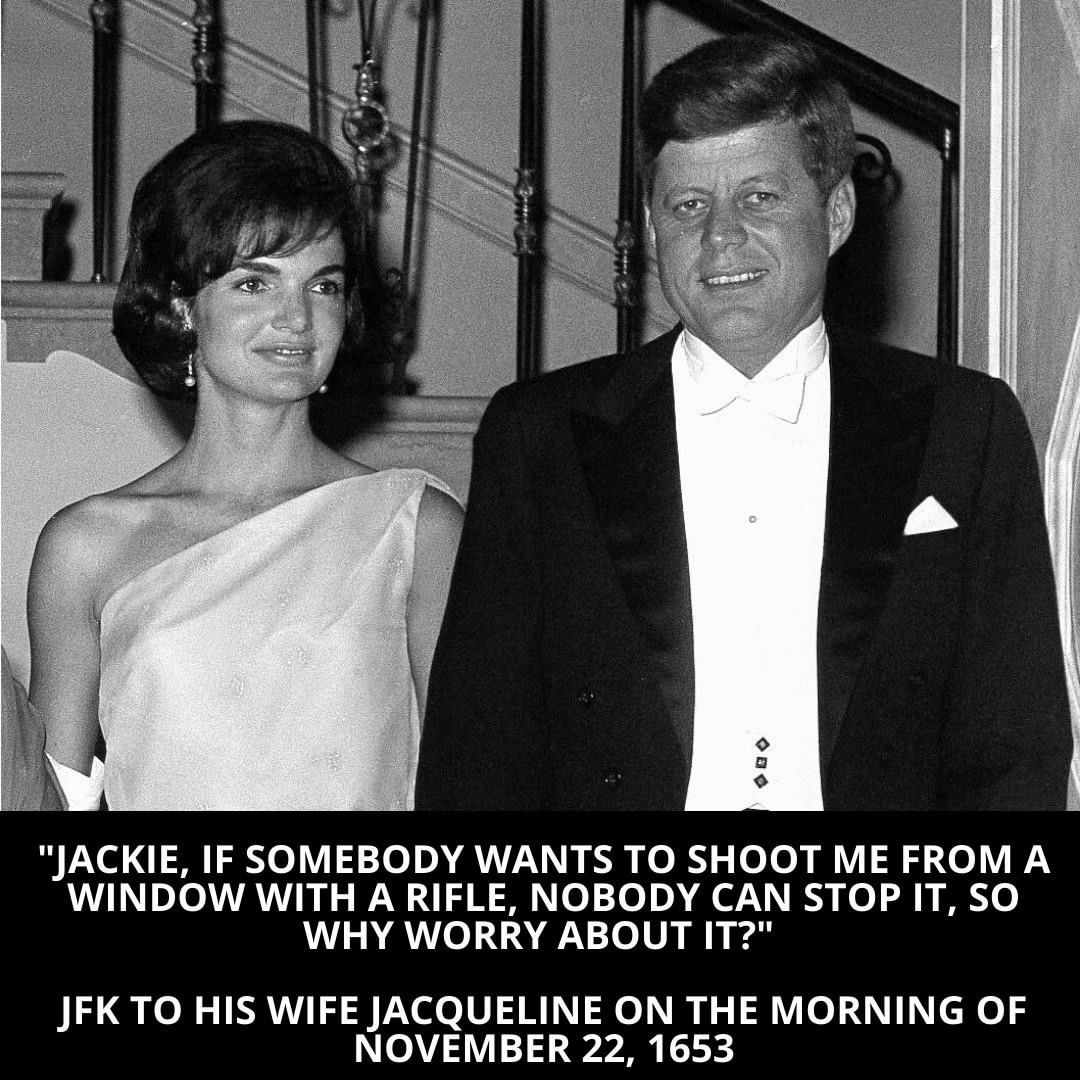 "JACKIE, IF SOMEBODY WANTS TO SHOOT ME FROM A
WINDOW WITH A RIFLE, NOBODY CAN STOP IT, SO
WHY WORRY ABOUT IT?"
JFK TO HIS WIFE JACQUELINE ON THE MORNING OF
NOVEMBER 22, 1653